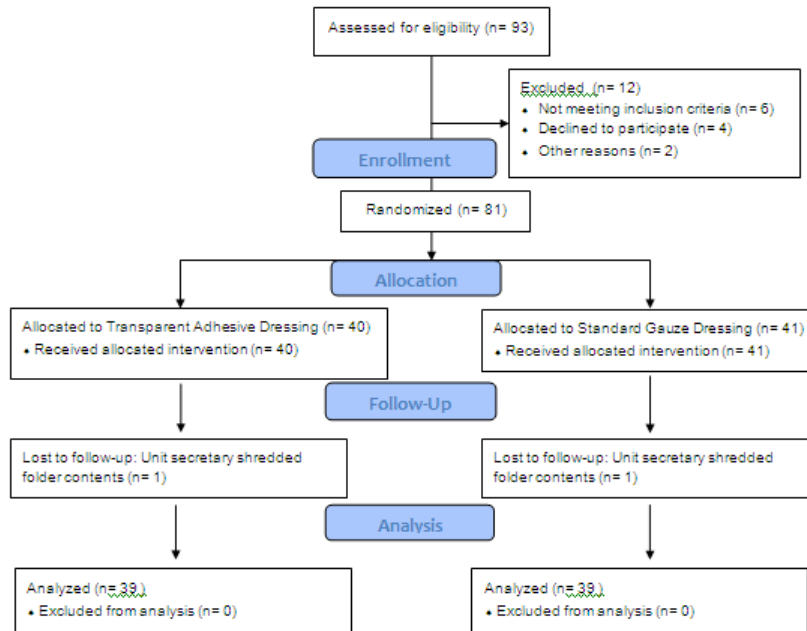 Assessed for eligibility (n= 93)
Excluded (n= 12)
• Not meeting inclusion criteria (n= 6)
• Declined to participate (n= 4)
• Other reasons (n= 2)
Enrollment
Randomized (n= 81)
Allocation
Allocated to Transparent Adhesive Dressing (n= 40)
• Received allocated intervention (n= 40)
Allocated to Standard Gauze Dressing (n= 41)
• Received allocated intervention (n= 41)
Follow-Up
Lost to follow-up: Unit secretary shredded
folder contents (n= 1)
Lost to follow-up: Unit secretary shredded
folder contents (n= 1)
Analysis
Analyzed (n= 39 )
• Excluded from analysis (n= 0)
Analyzed (n= 39 )
• Excluded from analysis (n= 0)